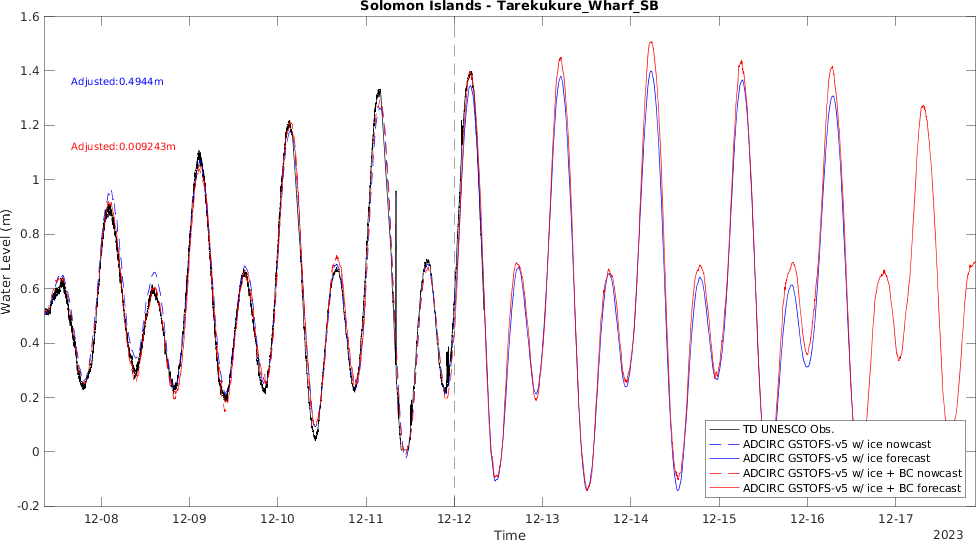 Solomon Islands - Tarekukure_Wharf_SB
1.6
1.4
1.2
1
0.8
0.6
0.4
0.2
0
-0.2
Water Level (m)
Adjusted:0.4944m
Adjusted:0.009243m
TD UNESCO Obs.
ADCIRC GSTOFS-v5 w/ ice nowcast
ADCIRC GSTOFS-v5 w/ ice forecast
ADCIRC GSTOFS-v5 w/ ice + BC nowcast
ADCIRC GSTOFS-v5 w/ ice + BC forecast
12-08 12-09 12-10 12-11 12-12 12-13 12-14 12-15 12-16 12-17
Time
2023